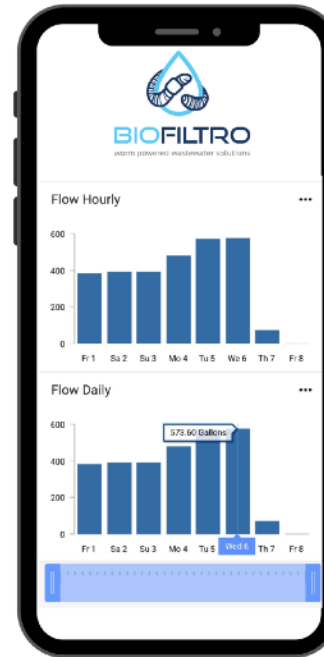 BIOFILTRO
worm powered wastewater solutions
Flow Hourly
600
400
200
0
Fr 1 Sa 2 Su 3 Mo 4 Tu 5 We 6 Th 7 Fr 8
Flow Daily
600
573.60 Gallons
400
200
0
Fr 1 Sa 2 Su 3 Mo 4 Tu 5 Wed 6 Th 7 Fr 8